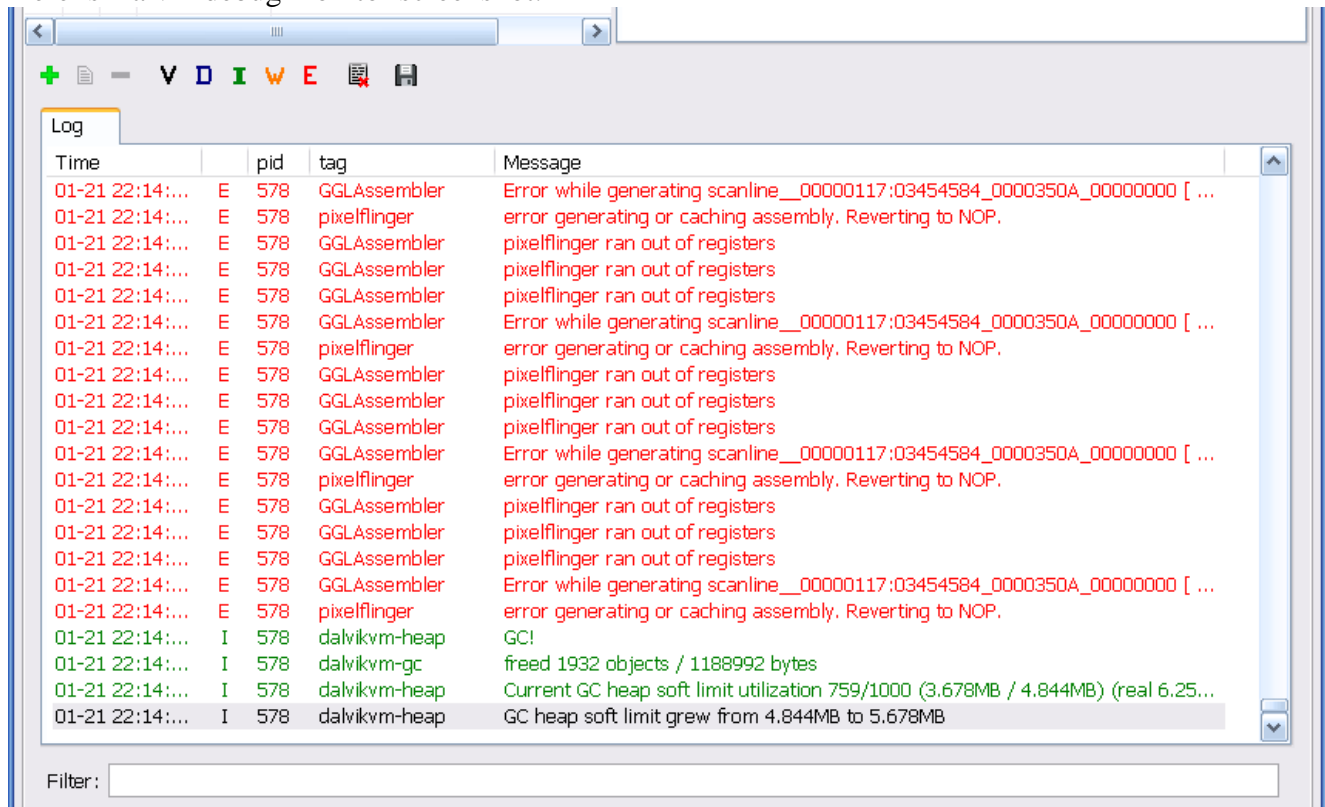 V D I W E
Log
Time pid tag Message
01-21 22:14:... E 578 GGLAssembler Error while generating scanline__00000117:03454584_0000350A_00000000 [ ...
01-21 22:14:... E 578 pixelflinger error generating or caching assembly. Reverting to NOP.
01-21 22:14:... E 578 GGLAssembler pixelflinger ran out of registers
01-21 22:14:... E 578 GGLAssembler pixelflinger ran out of registers
01-21 22:14:... E 578 GGLAssembler pixelflinger ran out of registers
01-21 22:14:... E 578 GGLAssembler Error while generating scanline__00000117:03454584_0000350A_00000000 [ ...
01-21 22:14:... E 578 pixelflinger error generating or caching assembly. Reverting to NOP.
01-21 22:14:... E 578 GGLAssembler pixelflinger ran out of registers
01-21 22:14:... E 578 GGLAssembler pixelflinger ran out of registers
01-21 22:14:... E 578 GGLAssembler pixelflinger ran out of registers
01-21 22:14:... E 578 GGLAssembler Error while generating scanline__00000117:03454584_0000350A_00000000 [ ...
01-21 22:14:... E 578 pixelflinger error generating or caching assembly. Reverting to NOP.
01-21 22:14:... E 578 GGLAssembler pixelflinger ran out of registers
01-21 22:14:... E 578 GGLAssembler pixelflinger ran out of registers
01-21 22:14:... E 578 GGLAssembler pixelflinger ran out of registers
01-21 22:14:... E 578 GGLAssembler Error while generating scanline__00000117:03454584_0000350A_00000000 [ ...
01-21 22:14:... E 578 pixelflinger error generating or caching assembly. Reverting to NOP.
01-21 22:14:... I 578 dalvikvm-heap GC!
01-21 22:14:... I 578 dalvikvm-gc freed 1932 objects / 1188992 bytes
01-21 22:14:... I 578 dalvikvm-heap Current GC heap soft limit utilization 759/1000 (3.678MB / 4.844MB) (real 6.25...
01-21 22:14:... I 578 dalvikvm-heap GC heap soft limit grew from 4.844MB to 5.678MB
Filter: